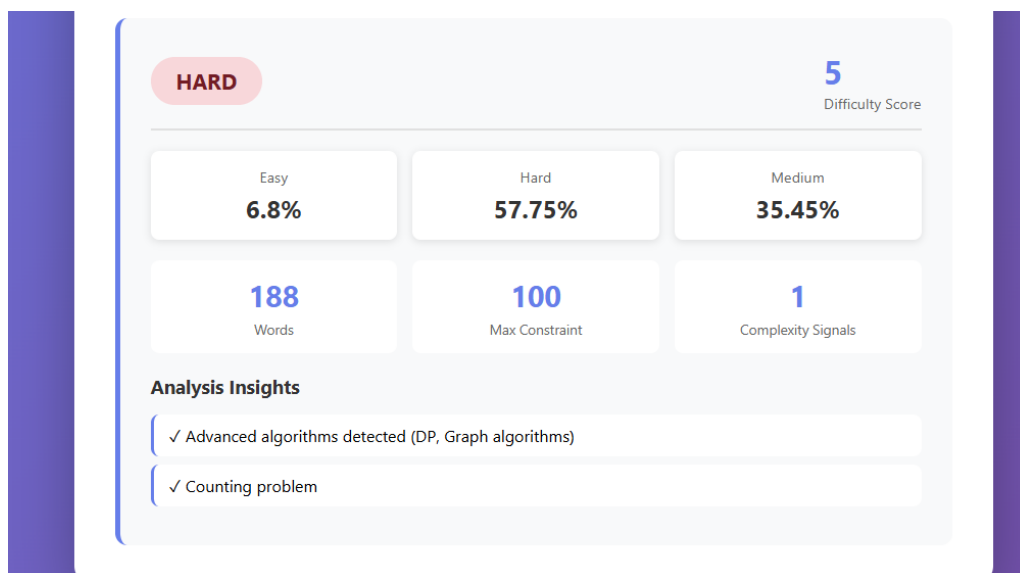 HARD
5
Difficulty Score
Easy
6.8%
Hard
57.75%
Medium
35.45%
188
Words
100
Max Constraint
1
Complexity Signals
Analysis Insights
✓ Advanced algorithms detected (DP, Graph algorithms)
✓ Counting problem